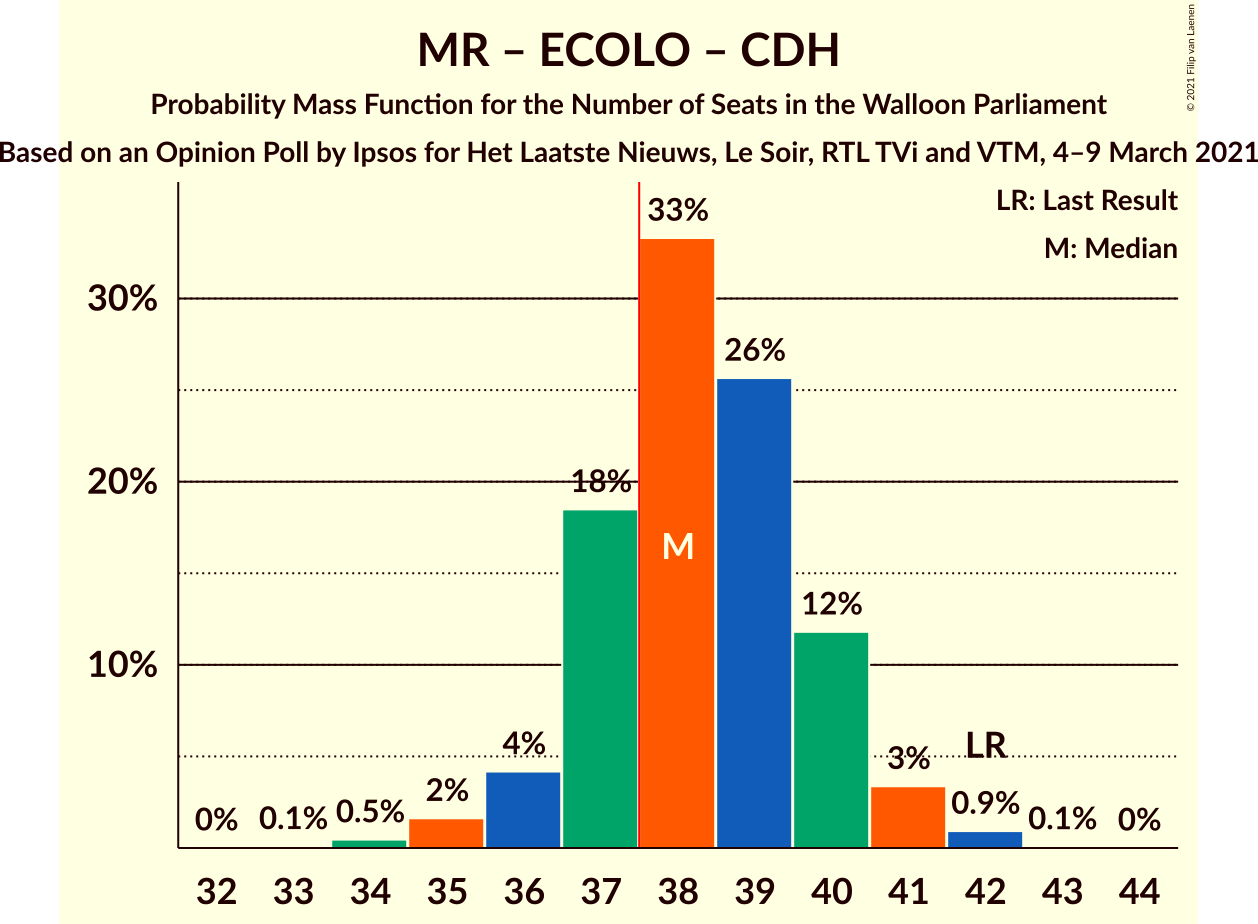 MR – ECOLO – CDH
Probability Mass Function for the Number of Seats in the Walloon Parliament
Based on an Opinion Poll by Ipsos for Het Laatste Nieuws, Le Soir, RTL TVi and VTM, 4–9 March 2021
© 2021 Filip van Laenen
LR: Last Result
M: Median
33%
30%
26%
20%
18%
M
12%
10%
4%
3%
LR
2%
0%
0.1%
0.5%
0.9%
0.1%
0%
32 33 34 35 36 37 38 39 40 41 42 43 44